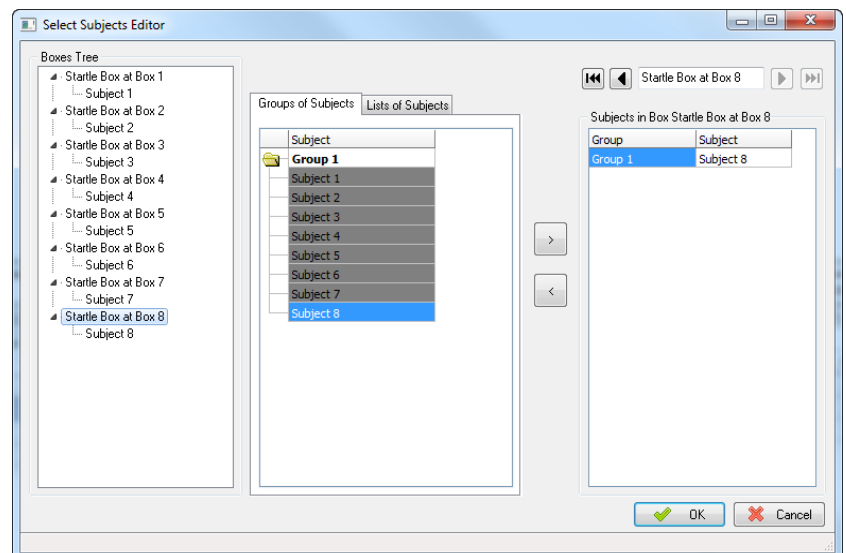 Select Subjects Editor
Boxes Tree
Startle Box at Box 1
Subject 1
Startle Box at Box 2
Subject 2
Startle Box at Box 3
Subject 3
Startle Box at Box 4
Subject 4
Startle Box at Box 5
Subject 5
Startle Box at Box 6
Subject 6
Startle Box at Box 7
Subject 7
Startle Box at Box 8
Subject 8
Groups of Subjects Lists of Subjects
Subject
Group 1
Subject 1
Subject 2
Subject 3
Subject 4
Subject 5
Subject 6
Subject 7
Subject 8
>
<
Startle Box at Box 8
Subjects in Box Startle Box at Box 8
Group Subject
Group 1 Subject 8
OK Cancel